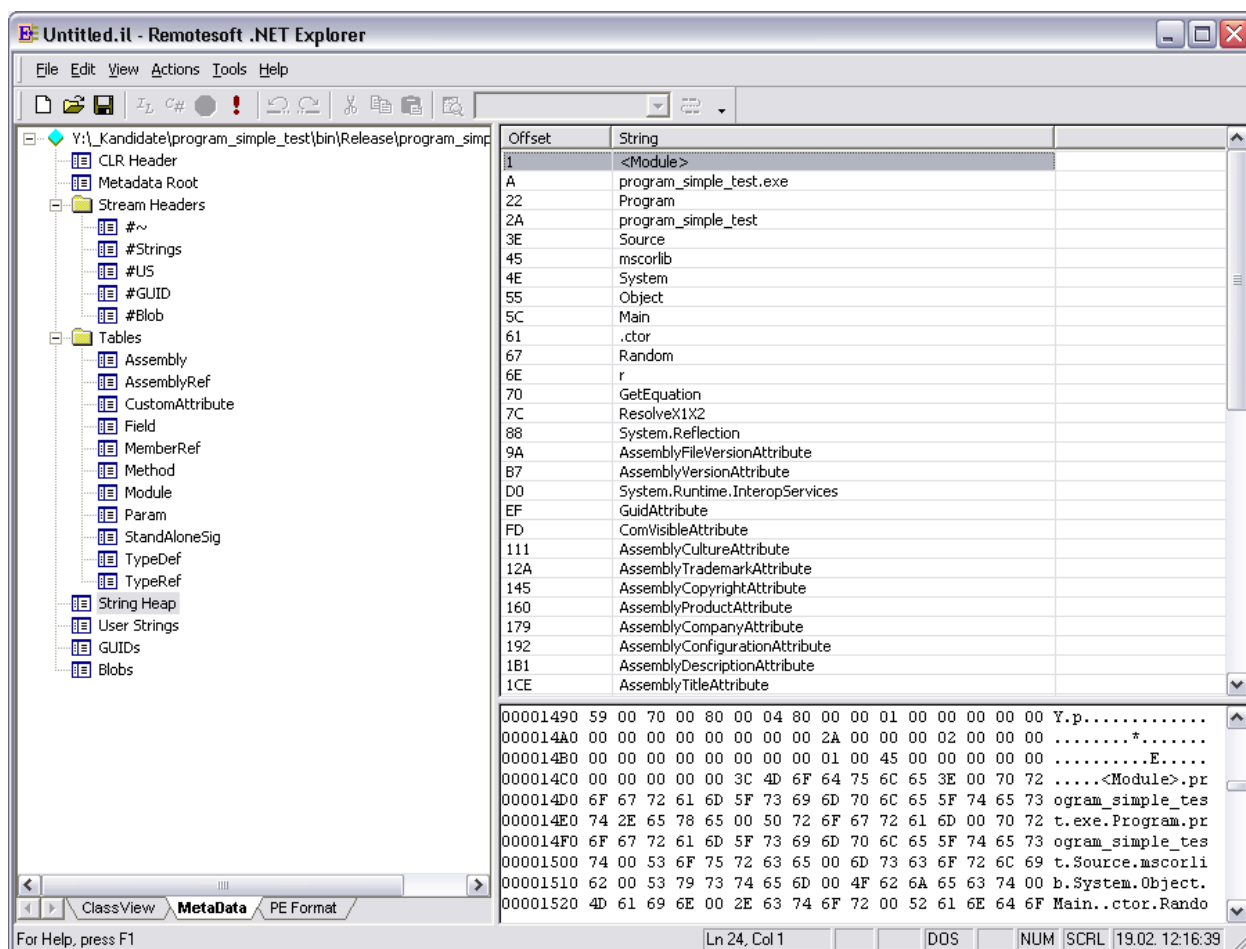 Untitled.il - Remotesoft .NET Explorer
File Edit View Actions Tools Help
IL C# !
Y:\_Kandidate\program_simple_test\bin\Release\program_simp
CLR Header
Metadata Root
Stream Headers
#~
#Strings
#US
#GUID
#Blob
Tables
Assembly
AssemblyRef
CustomAttribute
Field
MemberRef
Method
Module
Param
StandAloneSig
TypeDef
TypeRef
String Heap
User Strings
GUIDs
Blobs
ClassView MetaData PE Format
Offset String
1 <Module>
A program_simple_test.exe
22 Program
2A program_simple_test
3E Source
45 mscorlib
4E System
55 Object
5C Main
61 .ctor
67 Random
6E r
70 GetEquation
7C ResolveX1X2
88 System.Reflection
9A AssemblyFileVersionAttribute
B7 AssemblyVersionAttribute
D0 System.Runtime.InteropServices
EF GuidAttribute
FD ComVisibleAttribute
111 AssemblyCultureAttribute
12A AssemblyTrademarkAttribute
145 AssemblyCopyrightAttribute
160 AssemblyProductAttribute
179 AssemblyCompanyAttribute
192 AssemblyConfigurationAttribute
1B1 AssemblyDescriptionAttribute
1CE AssemblyTitleAttribute
00001490 59 00 70 00 80 00 04 80 00 00 01 00 00 00 00 00 Y.p.............
000014A0 00 00 00 00 00 00 00 00 2A 00 00 00 02 00 00 00 ........*.......
000014B0 00 00 00 00 00 00 00 00 01 00 45 00 00 00 00 00 ..........E.....
000014C0 00 00 00 00 00 3C 4D 6F 64 75 6C 65 3E 00 70 72 .....<Module>.pr
000014D0 6F 67 72 61 6D 5F 73 69 6D 70 6C 65 5F 74 65 73 ogram_simple_tes
000014E0 74 2E 65 78 65 00 50 72 6F 67 72 61 6D 00 70 72 t.exe.Program.pr
000014F0 6F 67 72 61 6D 5F 73 69 6D 70 6C 65 5F 74 65 73 ogram_simple_tes
00001500 74 00 53 6F 75 72 63 65 00 6D 73 63 6F 72 6C 69 t.Source.mscorli
00001510 62 00 53 79 73 74 65 6D 00 4F 62 6A 65 63 74 00 b.System.Object.
00001520 4D 61 69 6E 00 2E 63 74 6F 72 00 52 61 6E 64 6F Main..ctor.Rando
For Help, press F1 Ln 24, Col 1 DOS NUM SCRL 19.02. 12:16:39